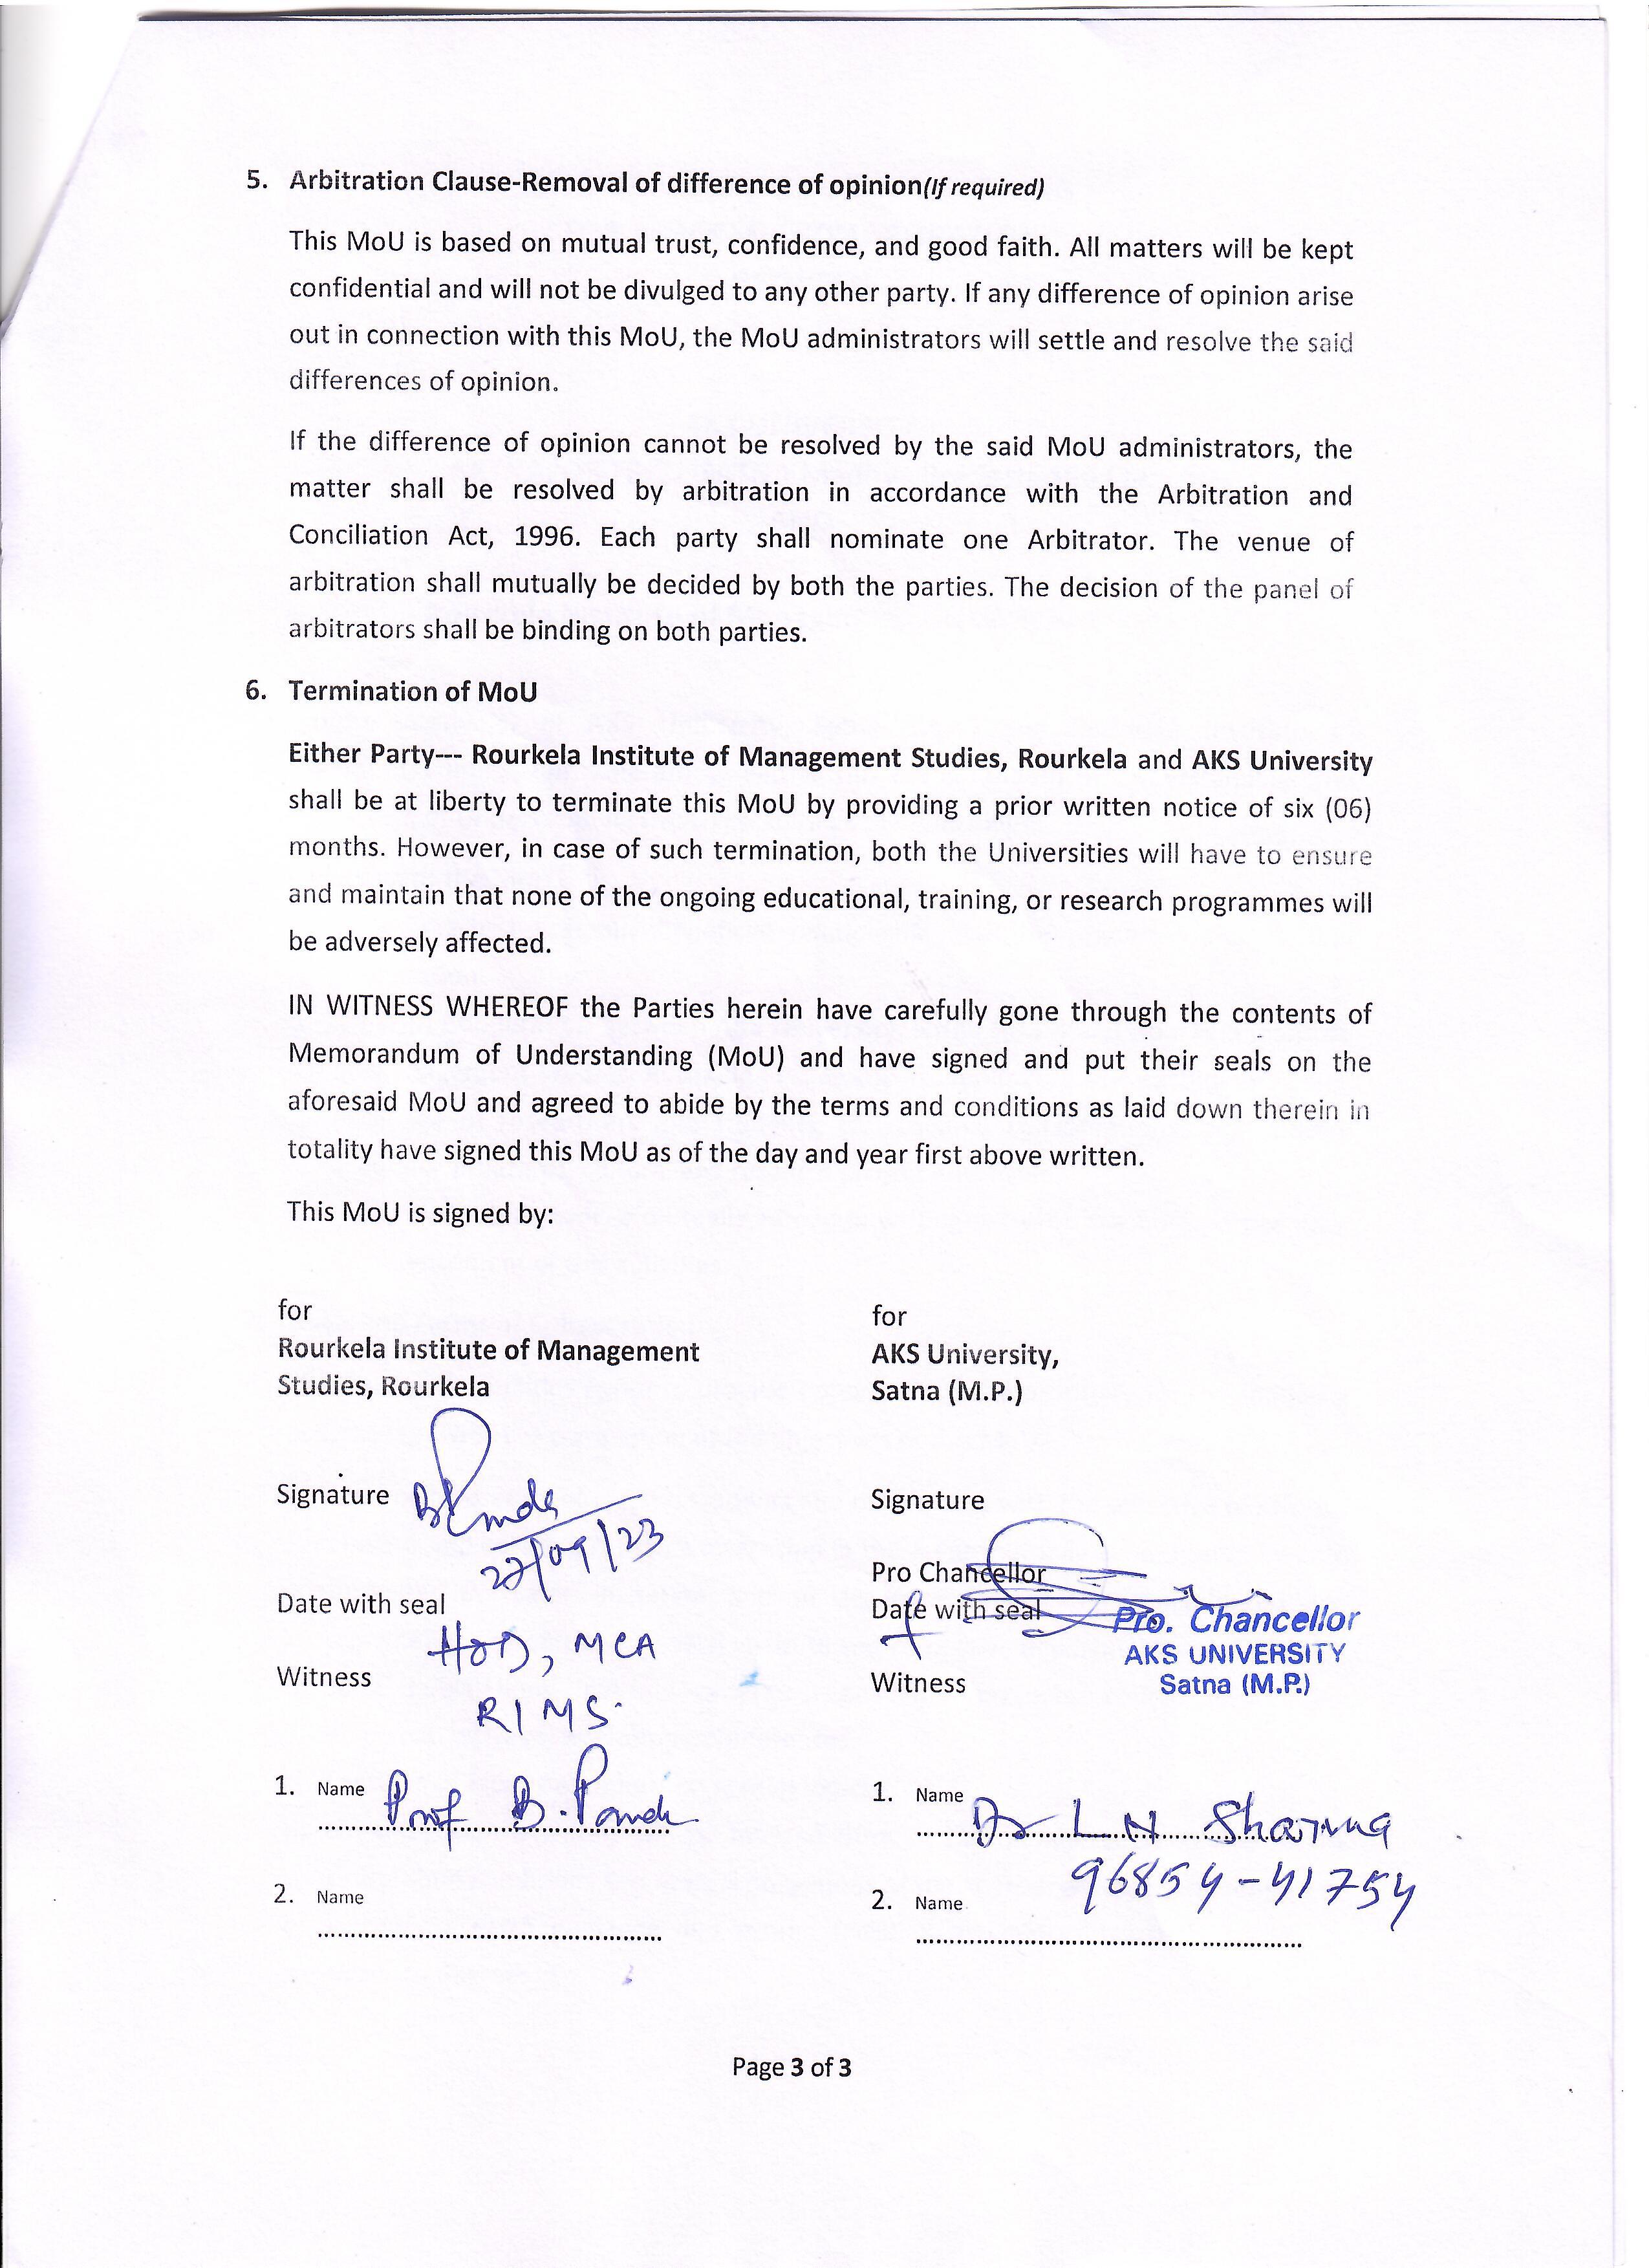 5. Arbitration Clause-Removal of difference of opinion(If required)
This MoU is based on mutual trust, confidence, and good faith. All matters will be kept
confidential and will not be divulged to any other party. If any difference of opinion arise
out in connection with this MoU, the MoU administrators will settle and resolve the said
differences of opinion.
If the difference of opinion cannot be resolved by the said MoU administrators, the
matter shall be resolved by arbitration in accordance with the Arbitration and
Conciliation Act, 1996. Each party shall nominate one Arbitrator. The venue of
arbitration shall mutually be decided by both the parties. The decision of the panel of
arbitrators shall be binding on both parties.
6. Termination of MoU
Either Party--- Rourkela Institute of Management Studies, Rourkela and AKS University
shall be at liberty to terminate this MoU by providing a prior written notice of six (06)
months. However, in case of such termination, both the Universities will have to ensure
and maintain that none of the ongoing educational, training, or research programmes will
be adversely affected.
IN WITNESS WHEREOF the Parties herein have carefully gone through the contents of
Memorandum of Understanding (MoU) and have signed and put their seals on the
aforesaid MoU and agreed to abide by the terms and conditions as laid down therein in
totality have signed this MoU as of the day and year first above written.
This MoU is signed by:
for
Rourkela Institute of Management
Studies, Rourkela
Signature
/09/23
Date with seal
HOD, MCA
Witness
RIMS.
1. Name Prof B.
2. Name
for
AKS University,
Satna (M.P.)
Signature
Pro Chancellor
Date with seal
Pro. Chancellor
AKS UNIVERSITY
Satna (M.P.)
Witness
1. Name Dr L N Sharma
96854-41754
2. Name
Page 3 of 3